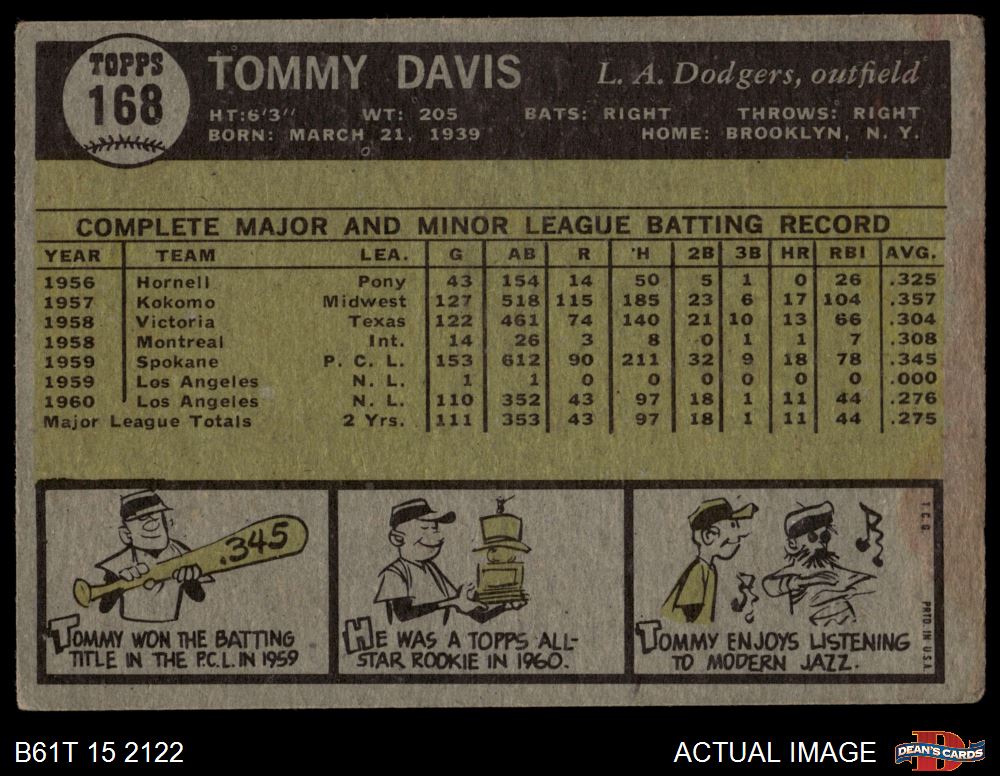 TOPPS
168
TOMMY DAVIS L. A. Dodgers, outfield
HT:6'3" WT: 205 BATS: RIGHT THROWS: RIGHT
BORN: MARCH 21, 1939 HOME: BROOKLYN, N. Y.
COMPLETE MAJOR AND MINOR LEAGUE BATTING RECORD
YEAR TEAM LEA. G AB R H 2B 3B HR RBI AVG.
1956 Hornell Pony 43 154 14 50 5 1 0 26 .325
1957 Kokomo Midwest 127 518 115 185 23 6 17 104 .357
1958 Victoria Texas 122 461 74 140 21 10 13 66 .304
1958 Montreal Int. 14 26 3 8 0 1 1 7 .308
1959 Spokane P. C. L. 153 612 90 211 32 9 18 78 .345
1959 Los Angeles N. L. 1 1 0 0 0 0 0 0 .000
1960 Los Angeles N. L. 110 352 43 97 18 1 11 44 .276
Major League Totals 2 Yrs. 111 353 43 97 18 1 11 44 .275
.345
TOMMY WON THE BATTING
TITLE IN THE P.C.L. IN 1959
HE WAS A TOPPS ALL-
STAR ROOKIE IN 1960.
TOMMY ENJOYS LISTENING
TO MODERN JAZZ.
T.C.G.
PRTD. IN U.S.A.
B61T 15 2122
ACTUAL IMAGE
DEAN'S CARDS